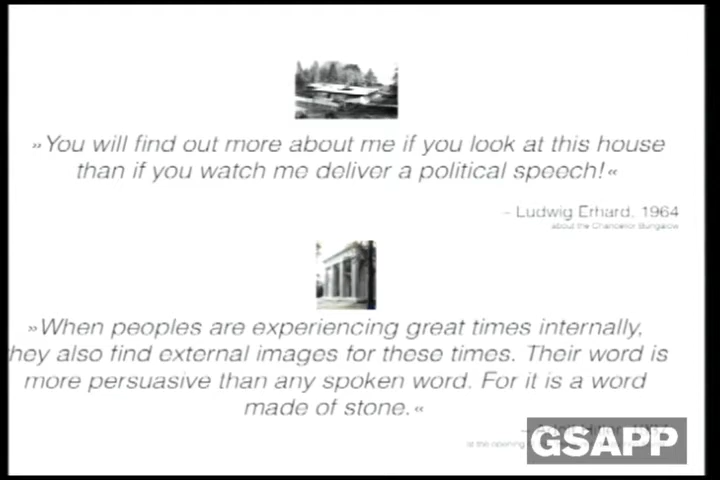 »You will find out more about me if you look at this house
than if you watch me deliver a political speech!«
– Ludwig Erhard, 1964
about the Chancellor Bungalow
»When peoples are experiencing great times internally,
hey also find external images for these times. Their word is
more persuasive than any spoken word. For it is a word
made of stone.«
at the opening
GSAPP